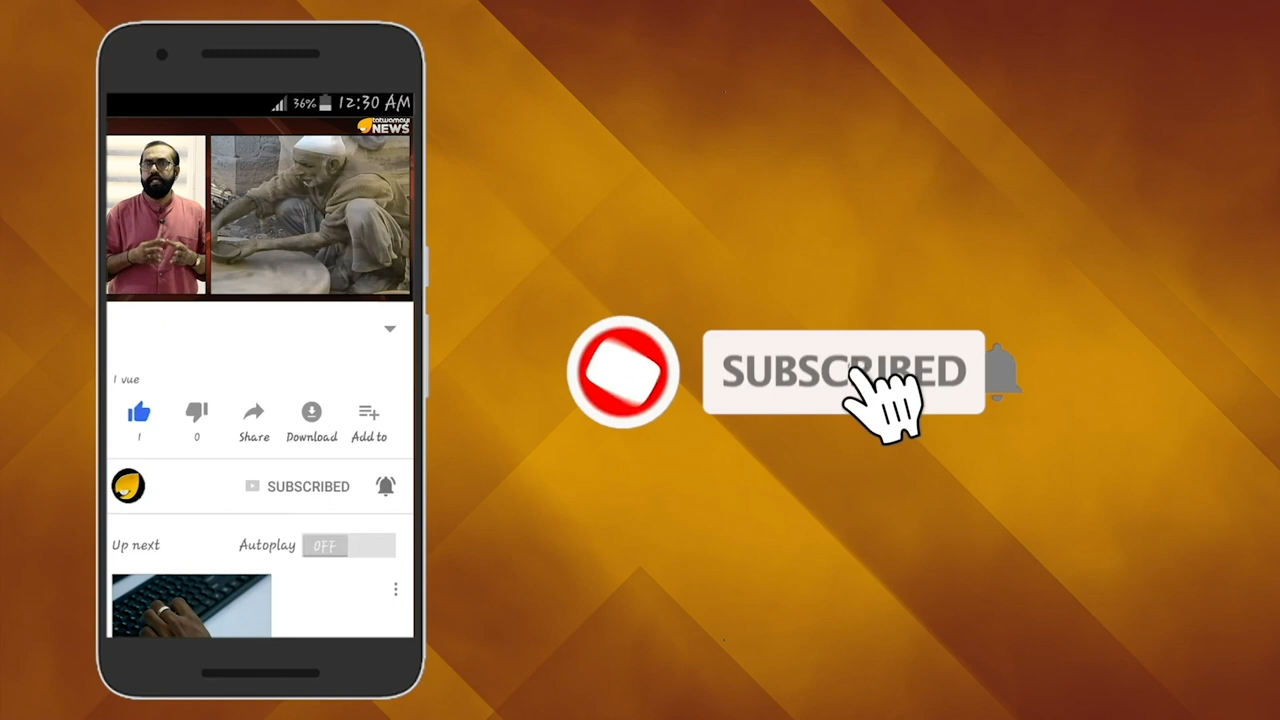 36% 12:30 AM
tatwamayi
NEWS
1 vue
1
0
Share
Download
Add to
SUBSCRIBED
Up next
Autoplay
OFF
SUBSCRIBED